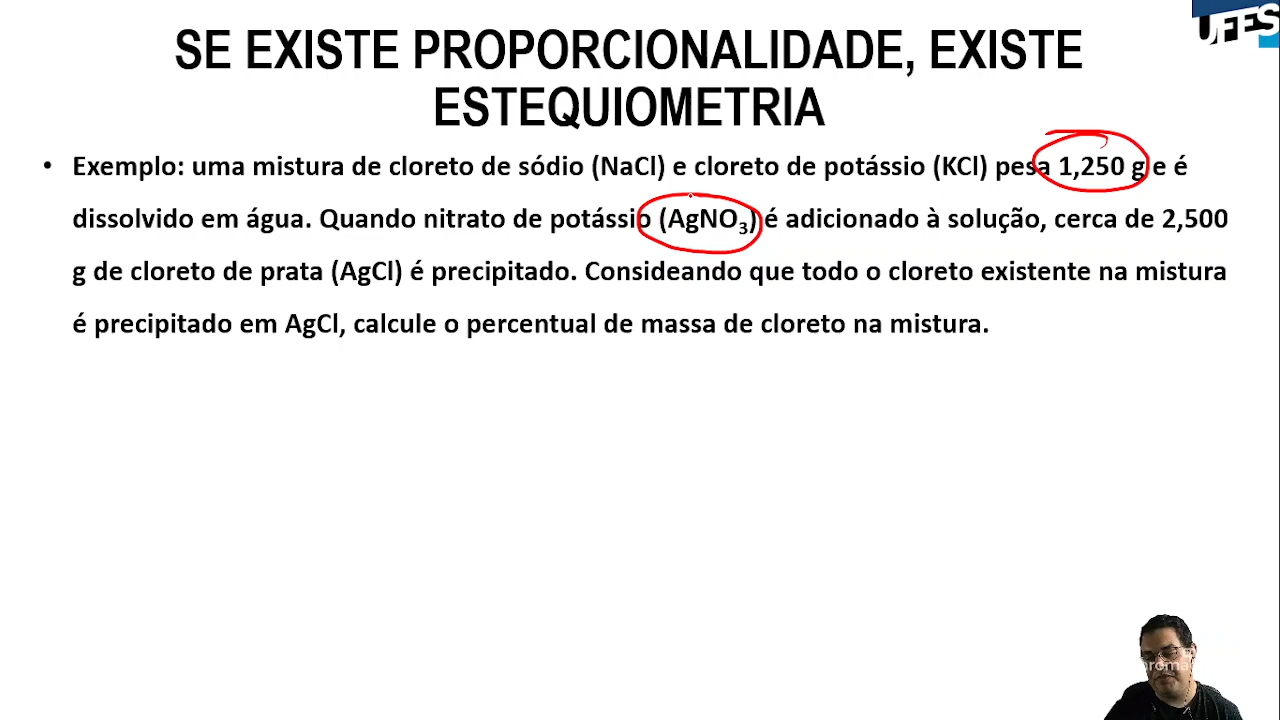 UFES
SE EXISTE PROPORCIONALIDADE, EXISTE
ESTEQUIOMETRIA
• Exemplo: uma mistura de cloreto de sódio (NaCl) e cloreto de potássio (KCl) pesa 1,250 g e é
dissolvido em água. Quando nitrato de potássio (AgNO₃) é adicionado à solução, cerca de 2,500
g de cloreto de prata (AgCl) é precipitado. Consideando que todo o cloreto existente na mistura
é precipitado em AgCl, calcule o percentual de massa de cloreto na mistura.